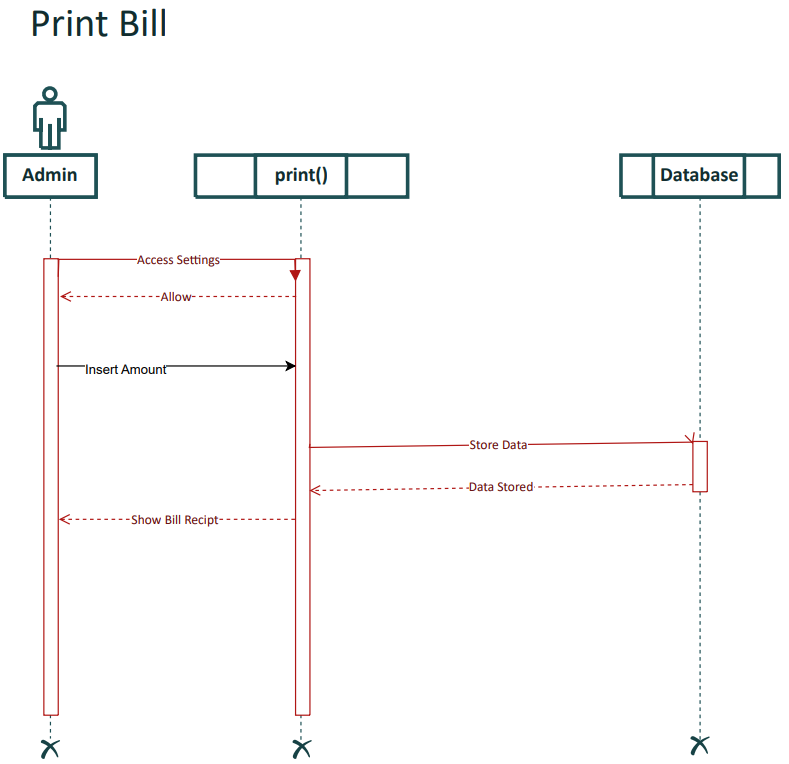 Print Bill
Admin
print()
Database
Access Settings
Allow
Insert Amount
Store Data
Data Stored
Show Bill Recipt